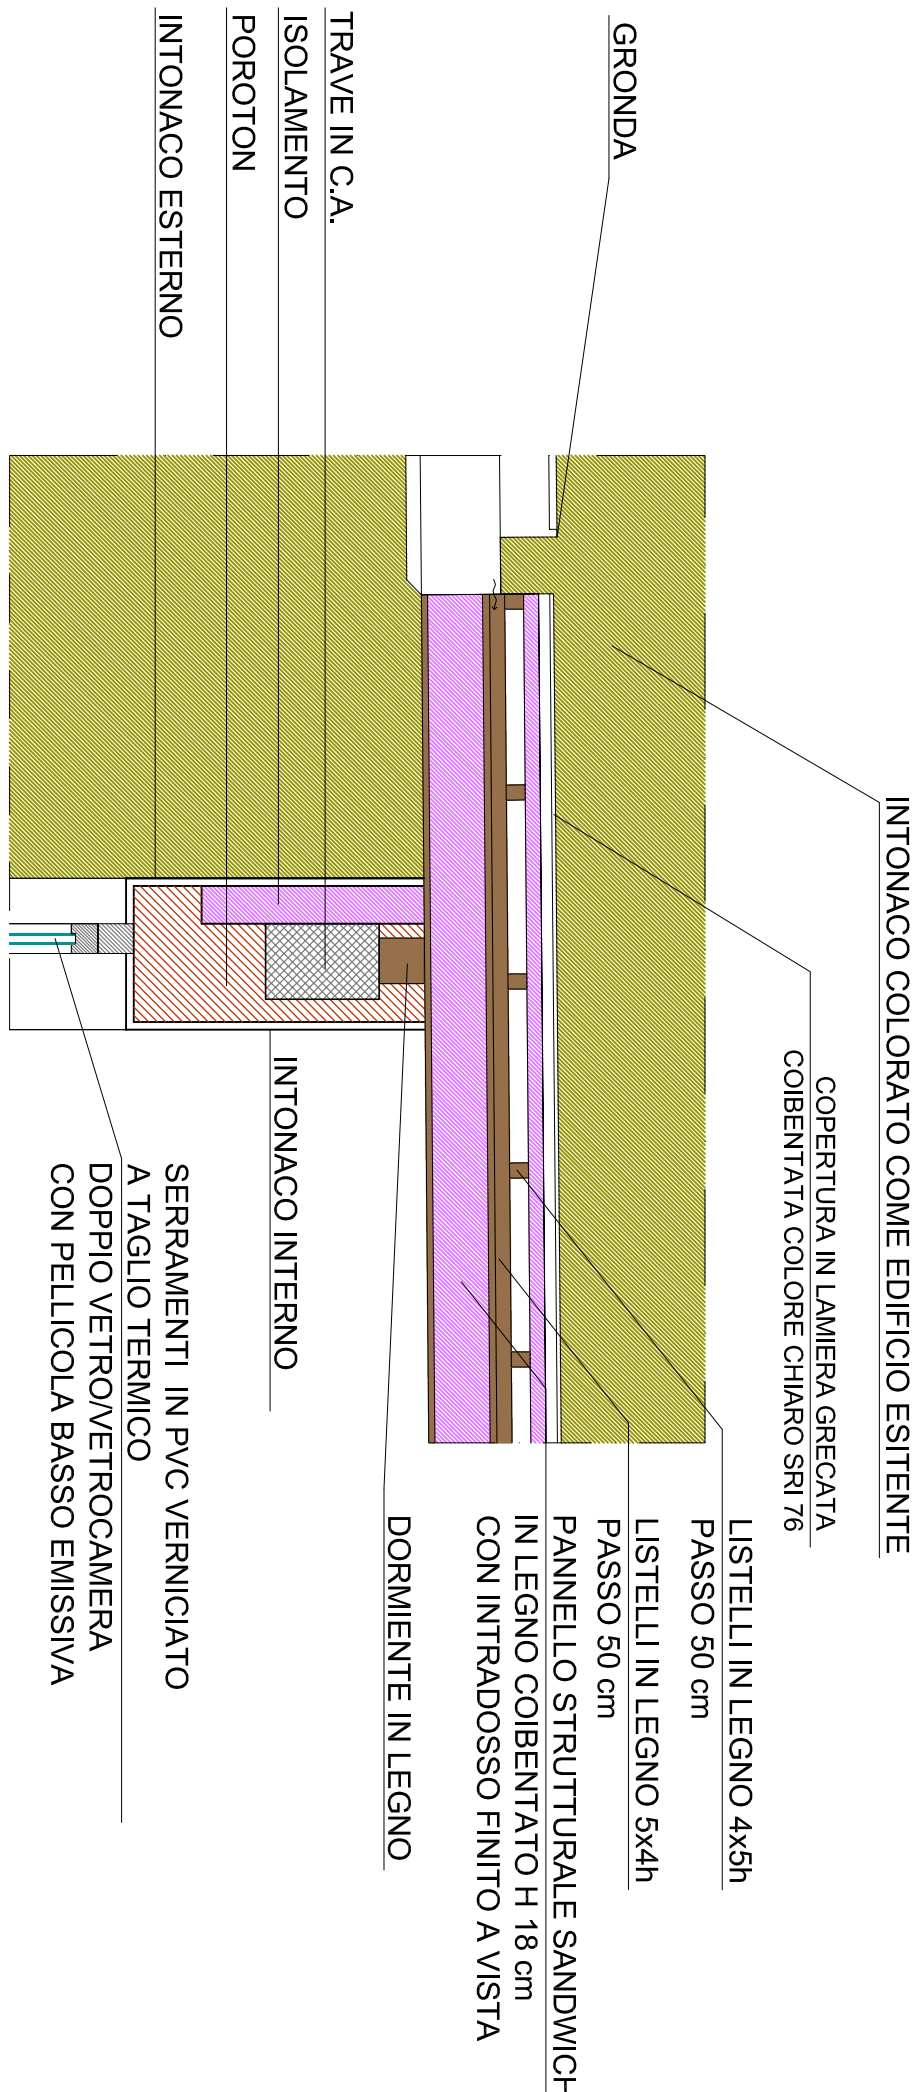 INTONACO COLORATO COME EDIFICIO ESITENTE
COPERTURA IN LAMIERA GRECATA
COIBENTATA COLORE CHIARO SRI 76
GRONDA
LISTELLI IN LEGNO 4x5h
PASSO 50 cm
LISTELLI IN LEGNO 5x4h
PASSO 50 cm
PANNELLO STRUTTURALE SANDWICH
IN LEGNO COIBENTATO H 18 cm
CON INTRADOSSO FINITO A VISTA
DORMIENTE IN LEGNO
TRAVE IN C.A.
ISOLAMENTO
POROTON
INTONACO ESTERNO
INTONACO INTERNO
SERRAMENTI IN PVC VERNICIATO
A TAGLIO TERMICO
DOPPIO VETRO/VETROCAMERA
CON PELLICOLA BASSO EMISSIVA